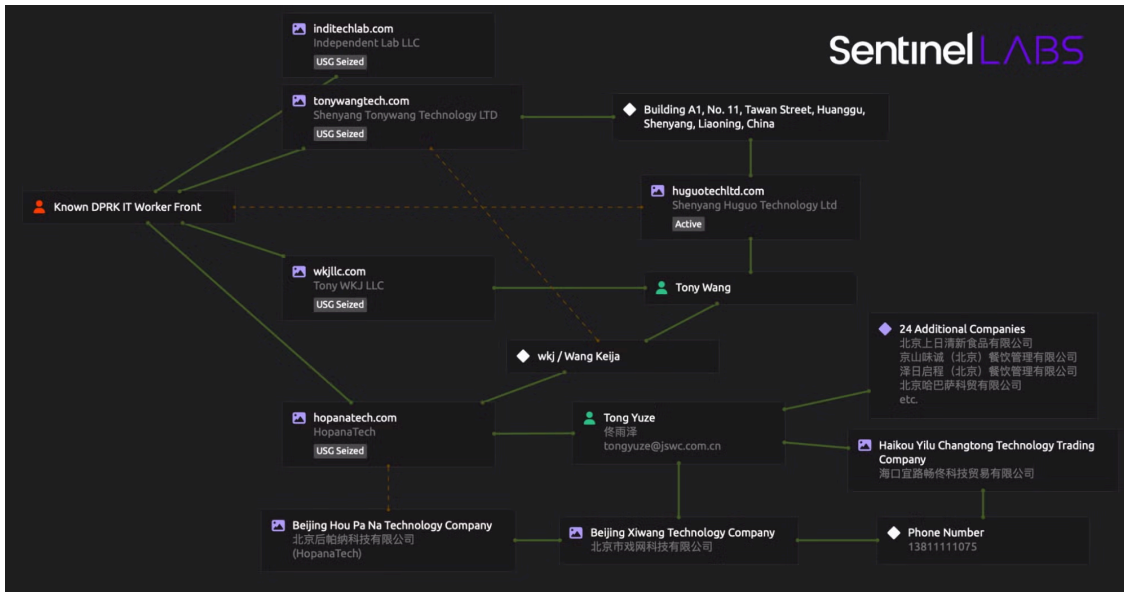 SentinelLABS
inditechlab.com
Independent Lab LLC
USG Seized
tonywangtech.com
Shenyang Tonywang Technology LTD
USG Seized
Building A1, No. 11, Tawan Street, Huanggu,
Shenyang, Liaoning, China
huguotechltd.com
Shenyang Huguo Technology Ltd
Active
Known DPRK IT Worker Front
wkjllc.com
Tony WKJ LLC
USG Seized
Tony Wang
wkj / Wang Keija
24 Additional Companies
北京上日清新食品有限公司
京山味诚（北京）餐饮管理有限公司
泽日启程（北京）餐饮管理有限公司
北京哈巴萨科贸有限公司
etc.
hopanatech.com
HopanaTech
USG Seized
Tong Yuze
佟雨泽
tongyuze@jswc.com.cn
Haikou Yilu Changtong Technology Trading
Company
海口宜路畅佟科技贸易有限公司
Beijing Hou Pa Na Technology Company
北京后帕纳科技有限公司
(HopanaTech)
Beijing Xiwang Technology Company
北京市戏网科技有限公司
Phone Number
13811111075